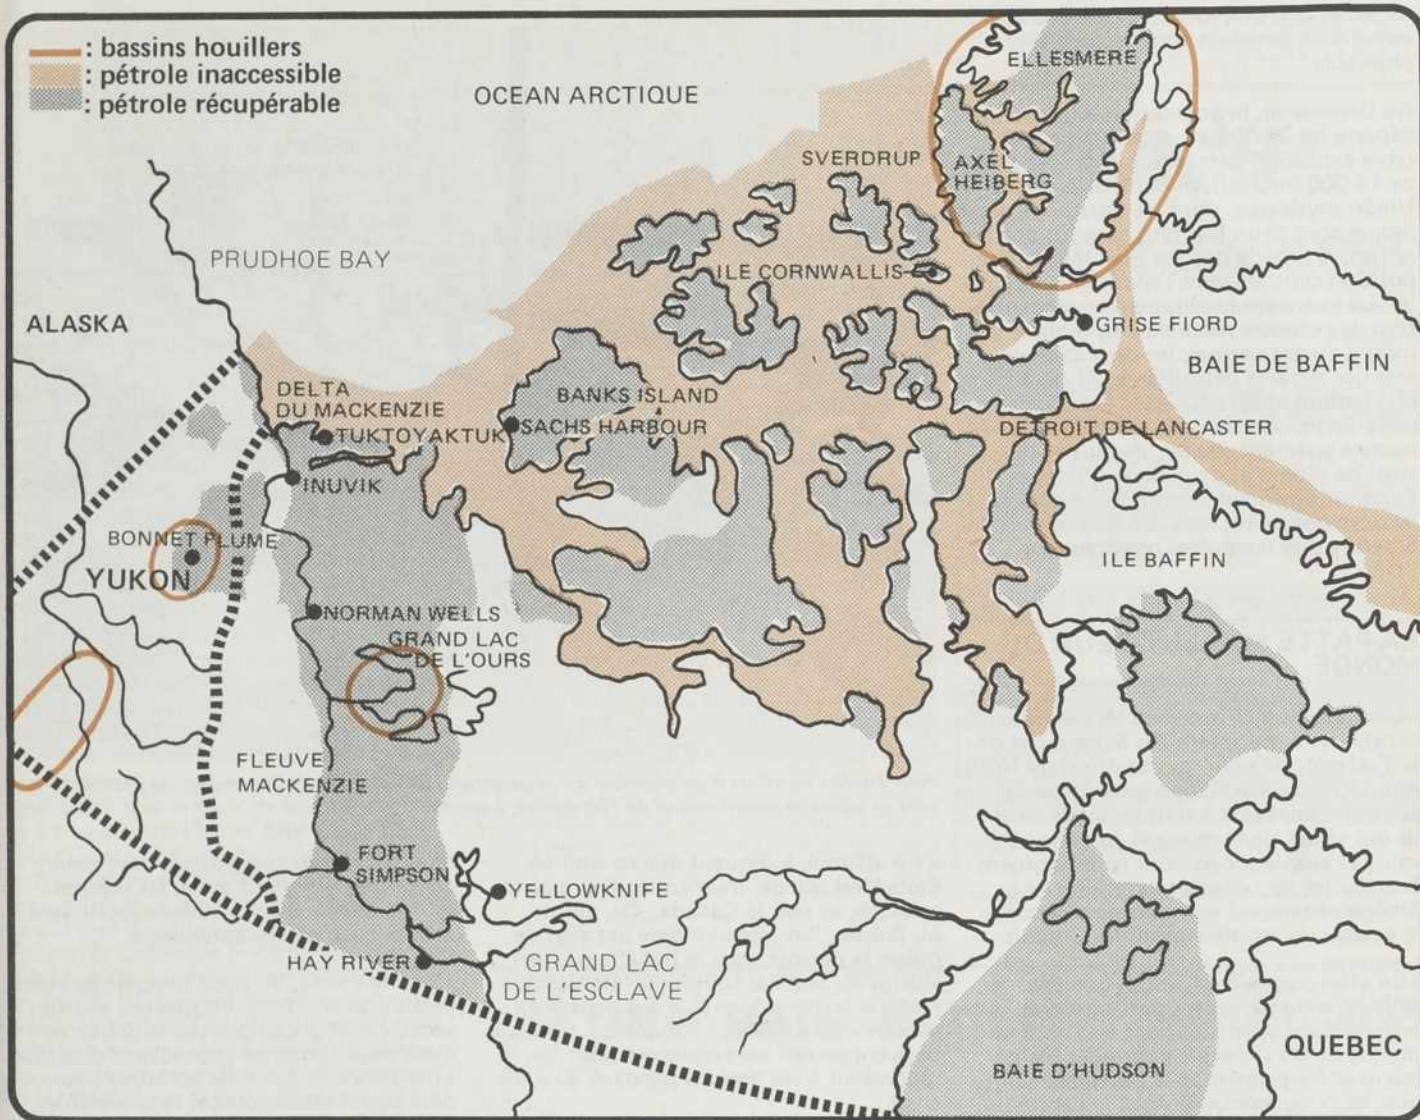 : bassins houillers
: pétrole inaccessible
: pétrole récupérable
OCEAN ARCTIQUE
ELLESMERE
SVERDRUP
AXEL
HEIBERG
PRUDHOE BAY
ILE CORNWALLIS
ALASKA
GRISE FIORD
BAIE DE BAFFIN
DELTA
DU MACKENZIE
BANKS ISLAND
TUKTOYAKTUK
SACHS HARBOUR
DETROIT DE LANCASTER
INUVIK
BONNET PLUME
YUKON
ILE BAFFIN
NORMAN WELLS
GRAND LAC
DE L'OURS
FLEUVE
MACKENZIE
FORT
SIMPSON
YELLOWKNIFE
HAY RIVER
GRAND LAC
DE L'ESCLAVE
BAIE D'HUDSON
QUEBEC